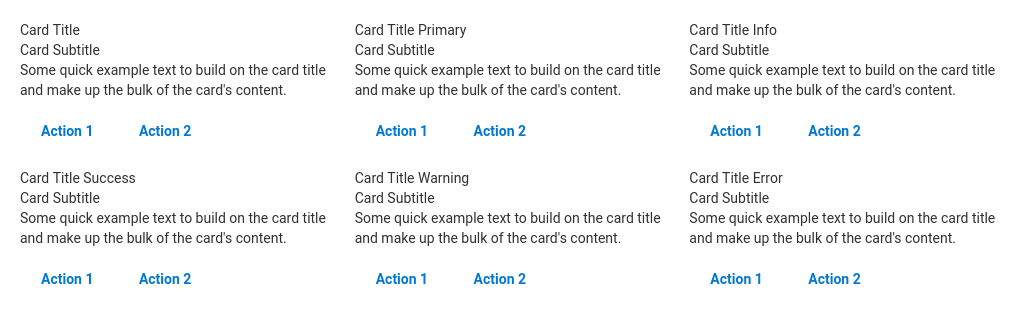 Card Title
Card Subtitle
Some quick example text to build on the card title
and make up the bulk of the card's content.
Action 1 Action 2
Card Title Primary
Card Subtitle
Some quick example text to build on the card title
and make up the bulk of the card's content.
Action 1 Action 2
Card Title Info
Card Subtitle
Some quick example text to build on the card title
and make up the bulk of the card's content.
Action 1 Action 2
Card Title Success
Card Subtitle
Some quick example text to build on the card title
and make up the bulk of the card's content.
Action 1 Action 2
Card Title Warning
Card Subtitle
Some quick example text to build on the card title
and make up the bulk of the card's content.
Action 1 Action 2
Card Title Error
Card Subtitle
Some quick example text to build on the card title
and make up the bulk of the card's content.
Action 1 Action 2